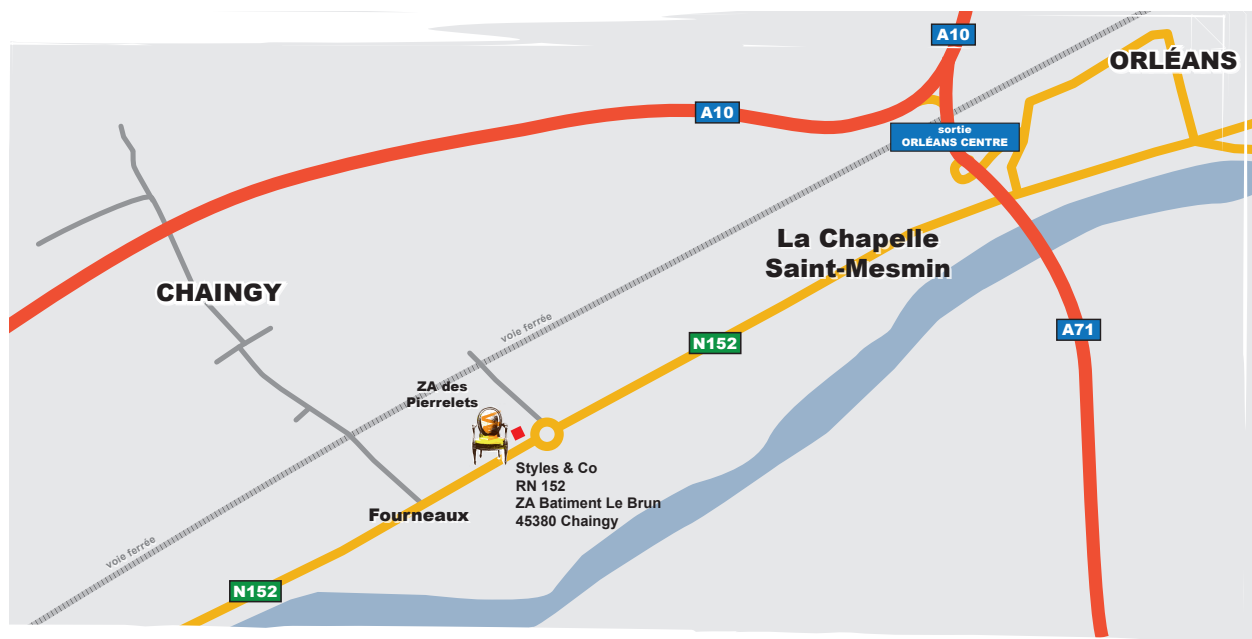 A10
ORLÉANS
A10
sortie
ORLÉANS CENTRE
La Chapelle
Saint-Mesmin
CHAINGY
voie ferrée
A71
N152
ZA des
Pierrelets
Styles & Co
RN 152
ZA Batiment Le Brun
45380 Chaingy
Fourneaux
voie ferrée
N152